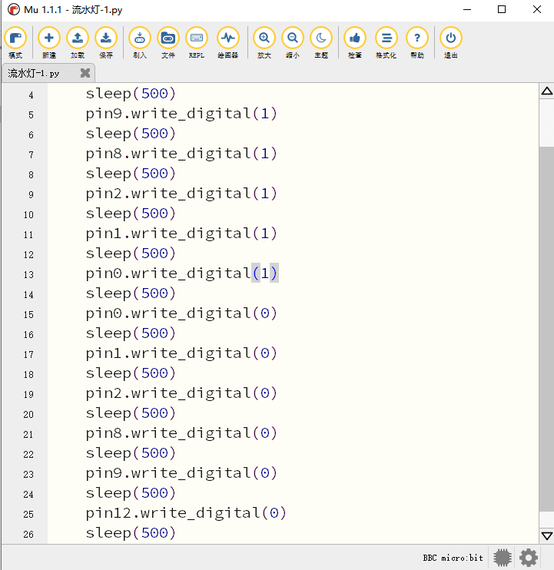 Mu 1.1.1 - 流水灯-1.py
模式 新建 加载 保存 刷入 文件 REPL 绘图器 放大 缩小 主题 检查 格式化 帮助 退出
流水灯-1.py
4 sleep(500)
5 pin9.write_digital(1)
6 sleep(500)
7 pin8.write_digital(1)
8 sleep(500)
9 pin2.write_digital(1)
10 sleep(500)
11 pin1.write_digital(1)
12 sleep(500)
13 pin0.write_digital(1)
14 sleep(500)
15 pin0.write_digital(0)
16 sleep(500)
17 pin1.write_digital(0)
18 sleep(500)
19 pin2.write_digital(0)
20 sleep(500)
21 pin8.write_digital(0)
22 sleep(500)
23 pin9.write_digital(0)
24 sleep(500)
25 pin12.write_digital(0)
26 sleep(500)
BBC micro:bit